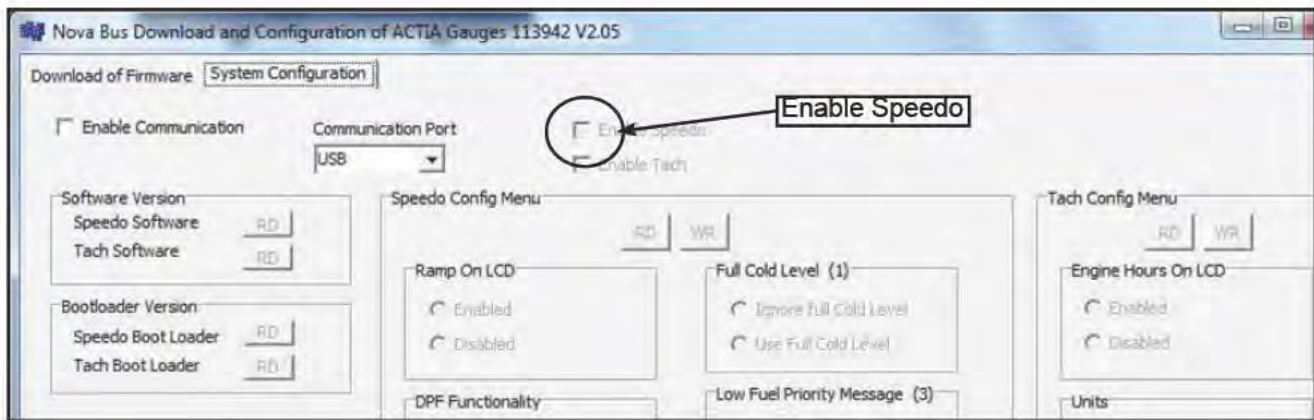 Nova Bus Download and Configuration of ACTIA Gauges 113942 V2.05
Download of Firmware System Configuration
Enable Communication Communication Port Enable Speedo Enable Speedo
USB Enable Tach
Software Version Speedo Config Menu Tach Config Menu
Speedo Software RD RD WR RD WR
Tach Software RD
Ramp On LCD Full Cold Level (1) Engine Hours On LCD
Enabled Ignore Full Cold Level Enabled
Bootloader Version
Speedo Boot Loader RD Disabled Use Full Cold Level Disabled
Tach Boot Loader RD
DPF Functionality Low Fuel Priority Message (3) Units